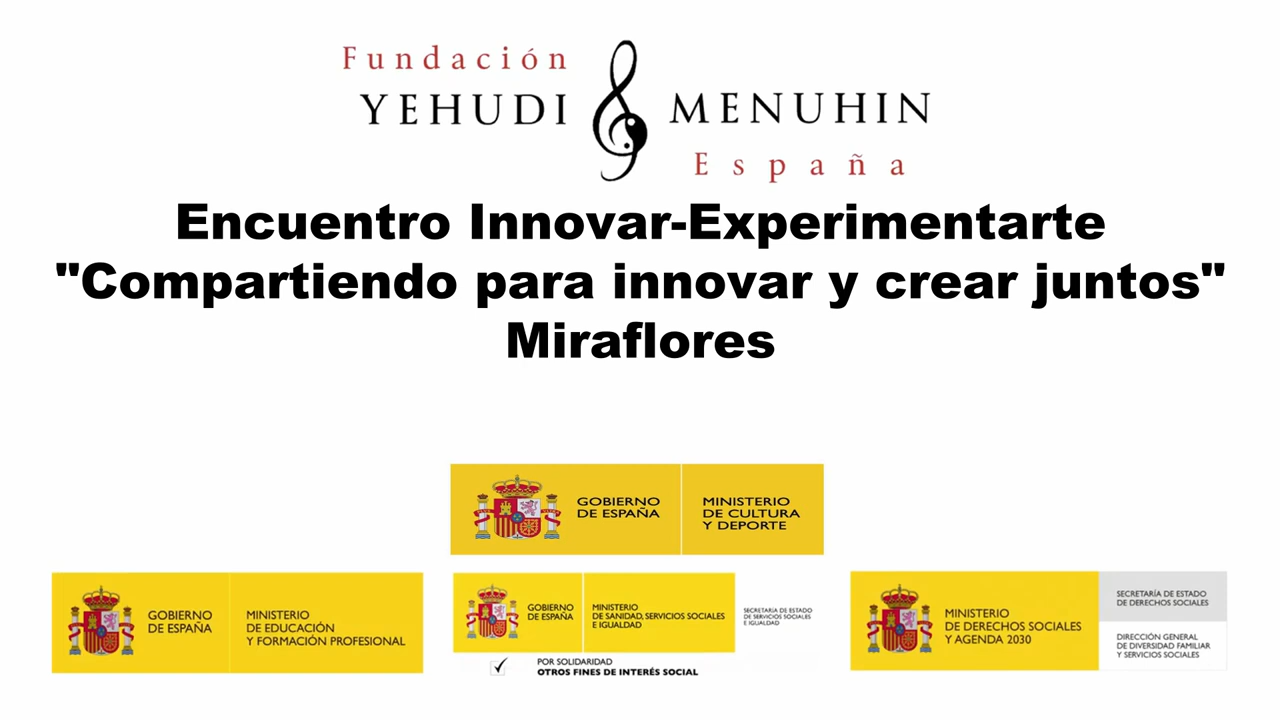 Fundación
YEHUDI MENUHIN
España
Encuentro Innovar-Experimentarte
"Compartiendo para innovar y crear juntos"
Miraflores
GOBIERNO
DE ESPAÑA
MINISTERIO
DE CULTURA
Y DEPORTE
GOBIERNO
DE ESPAÑA
MINISTERIO
DE EDUCACIÓN
Y FORMACIÓN PROFESIONAL
GOBIERNO
DE ESPAÑA
MINISTERIO
DE SANIDAD, SERVICIOS SOCIALES
E IGUALDAD
SECRETARIA DE ESTADO
DE SERVICIOS SOCIALES
E IGUALDAD
POR SOLIDARIDAD
OTROS FINES DE INTERÉS SOCIAL
MINISTERIO
DE DERECHOS SOCIALES
Y AGENDA 2030
SECRETARÍA DE ESTADO
DE DERECHOS SOCIALES
DIRECCIÓN GENERAL
DE DIVERSIDAD FAMILIAR
Y SERVICIOS SOCIALES